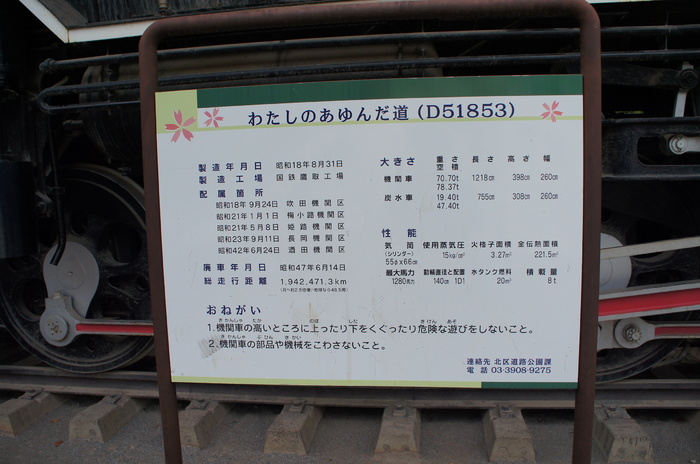 わたしのあゆんだ道 (D51853)
製造年月日 昭和18年8月31日
製造工場 国鉄鷹取工場
配属箇所
昭和18年 9月24日 吹田機関区
昭和21年 1月 1日 梅小路機関区
昭和21年 5月 8日 姫路機関区
昭和23年 9月11日 長岡機関区
昭和42年 6月24日 酒田機関区
廃車年月日 昭和47年6月14日
総走行距離 1,942,471.3km
大きさ 重さ 長さ 高さ 幅
空積
機関車 70.70t 1218cm 398cm 260cm
78.37t
炭水車 19.40t 755cm 308cm 260cm
47.40t
性能
気筒 使用蒸気圧 火格子面積 全伝熱面積
(シリンダー) 15kg/cm² 3.27m² 221.5m²
55d×66cm
最大馬力 動輪直径と配置 水タンク燃料 積載量
1280馬力 140cm 1D1 20m³ 8t
おねがい
1.機関車の高いところに上ったり下をくぐったり危険な遊びをしないこと。
2.機関車の部品や機械をこわさないこと。
連絡先 北区道路公園課
電話 03-3908-9275